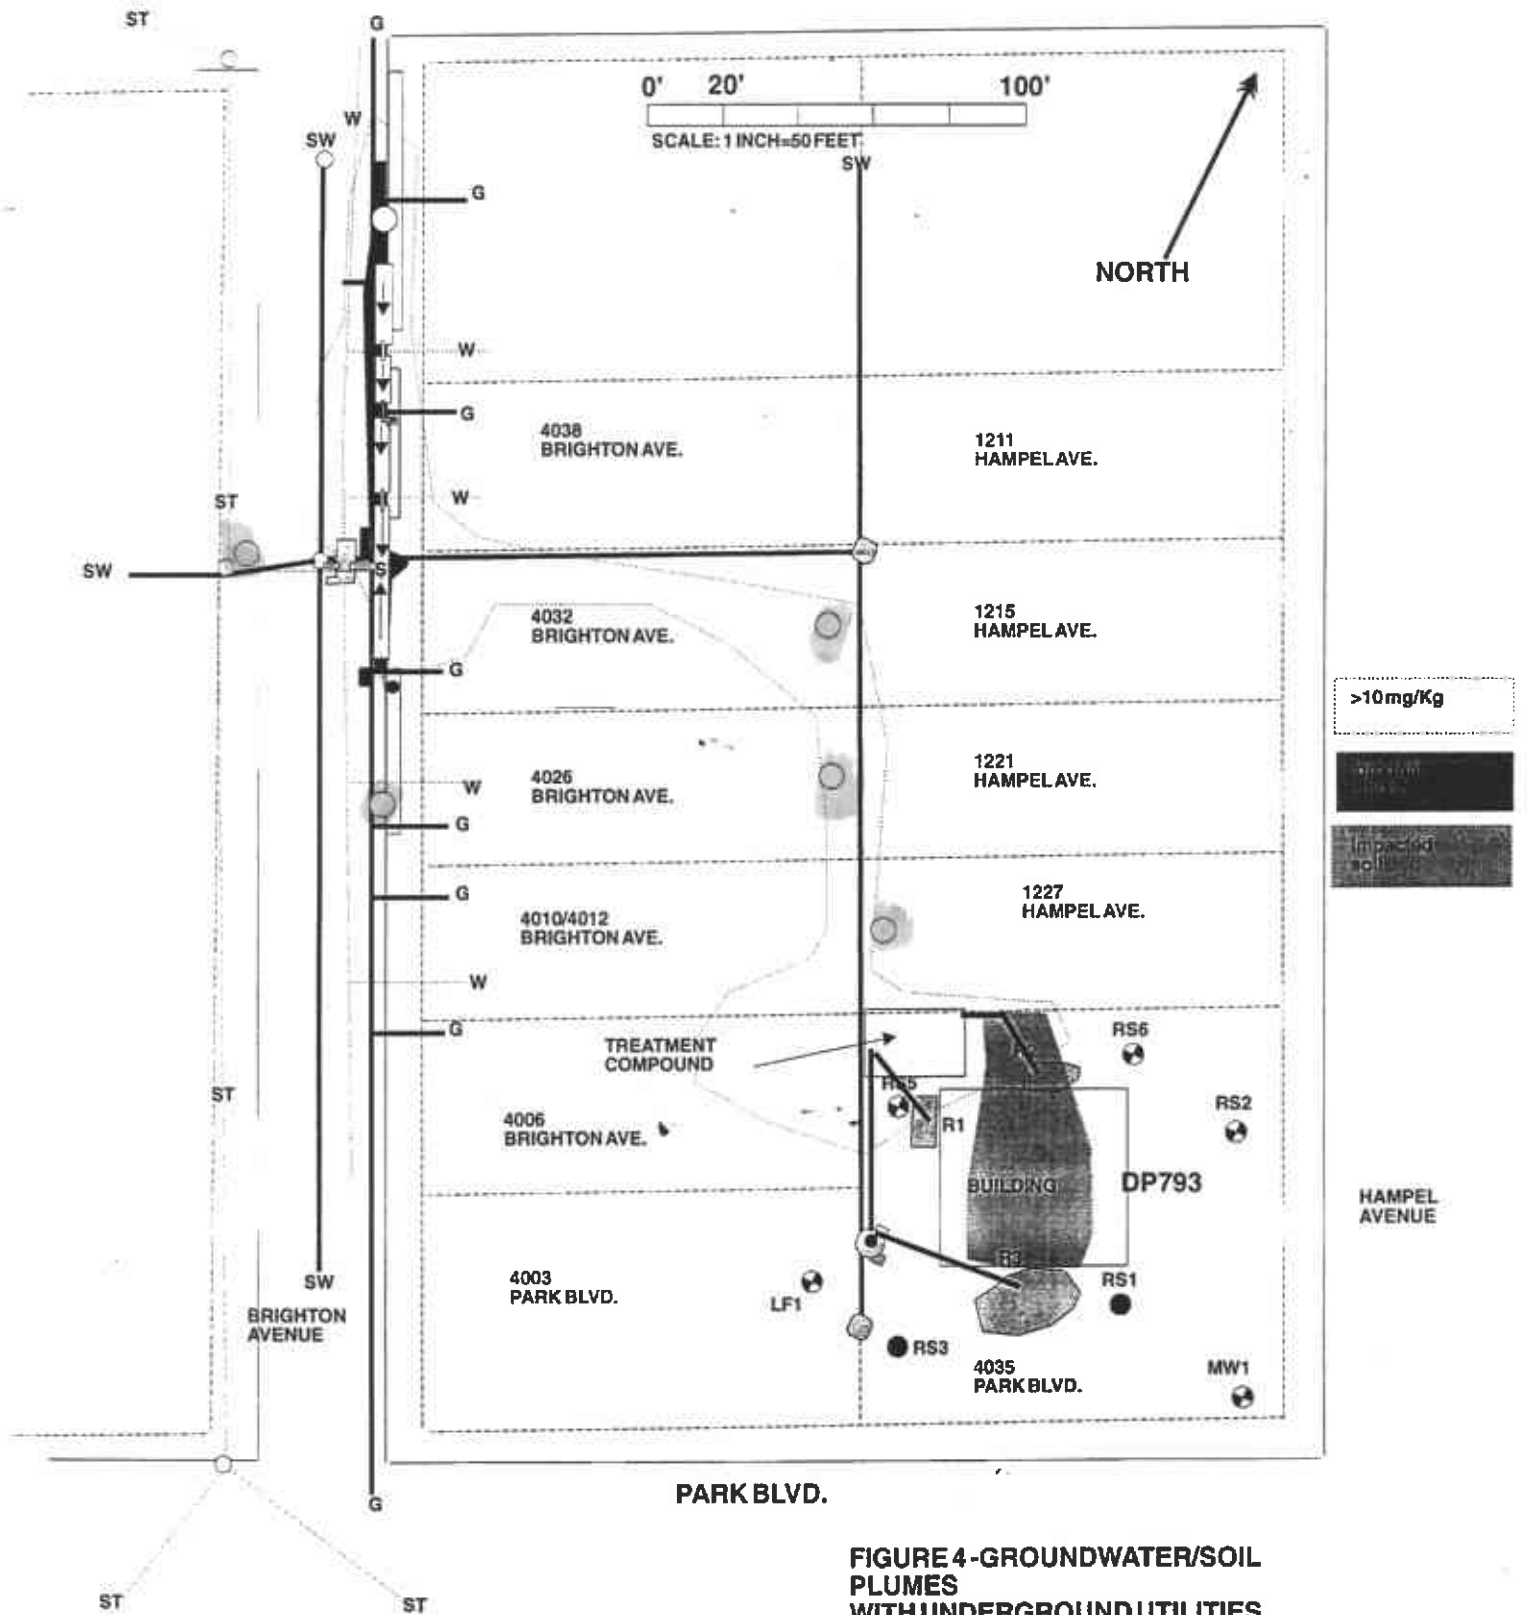 ST
G
0' 20' 100'
SCALE: 1 INCH=50 FEET
W
SW
SW
G
NORTH
W
G
4038
BRIGHTON AVE.
1211
HAMPEL AVE.
W
ST
SW
S
4032
BRIGHTON AVE.
1215
HAMPEL AVE.
G
>10mg/Kg
4026
BRIGHTON AVE.
1221
HAMPEL AVE.
W
G
Impacted
soil
G
4010/4012
BRIGHTON AVE.
1227
HAMPEL AVE.
W
G
TREATMENT
COMPOUND
RS6
ST
RS5
R1
RS2
4006
BRIGHTON AVE.
BUILDING
DP793
HAMPEL
AVENUE
R3
4003
PARK BLVD.
LF1
RS1
SW
BRIGHTON
AVENUE
RS3
4035
PARK BLVD.
MW1
G
PARK BLVD.
FIGURE 4 -GROUNDWATER/SOIL
PLUMES
WITH UNDERGROUND UTILITIES
ST
ST